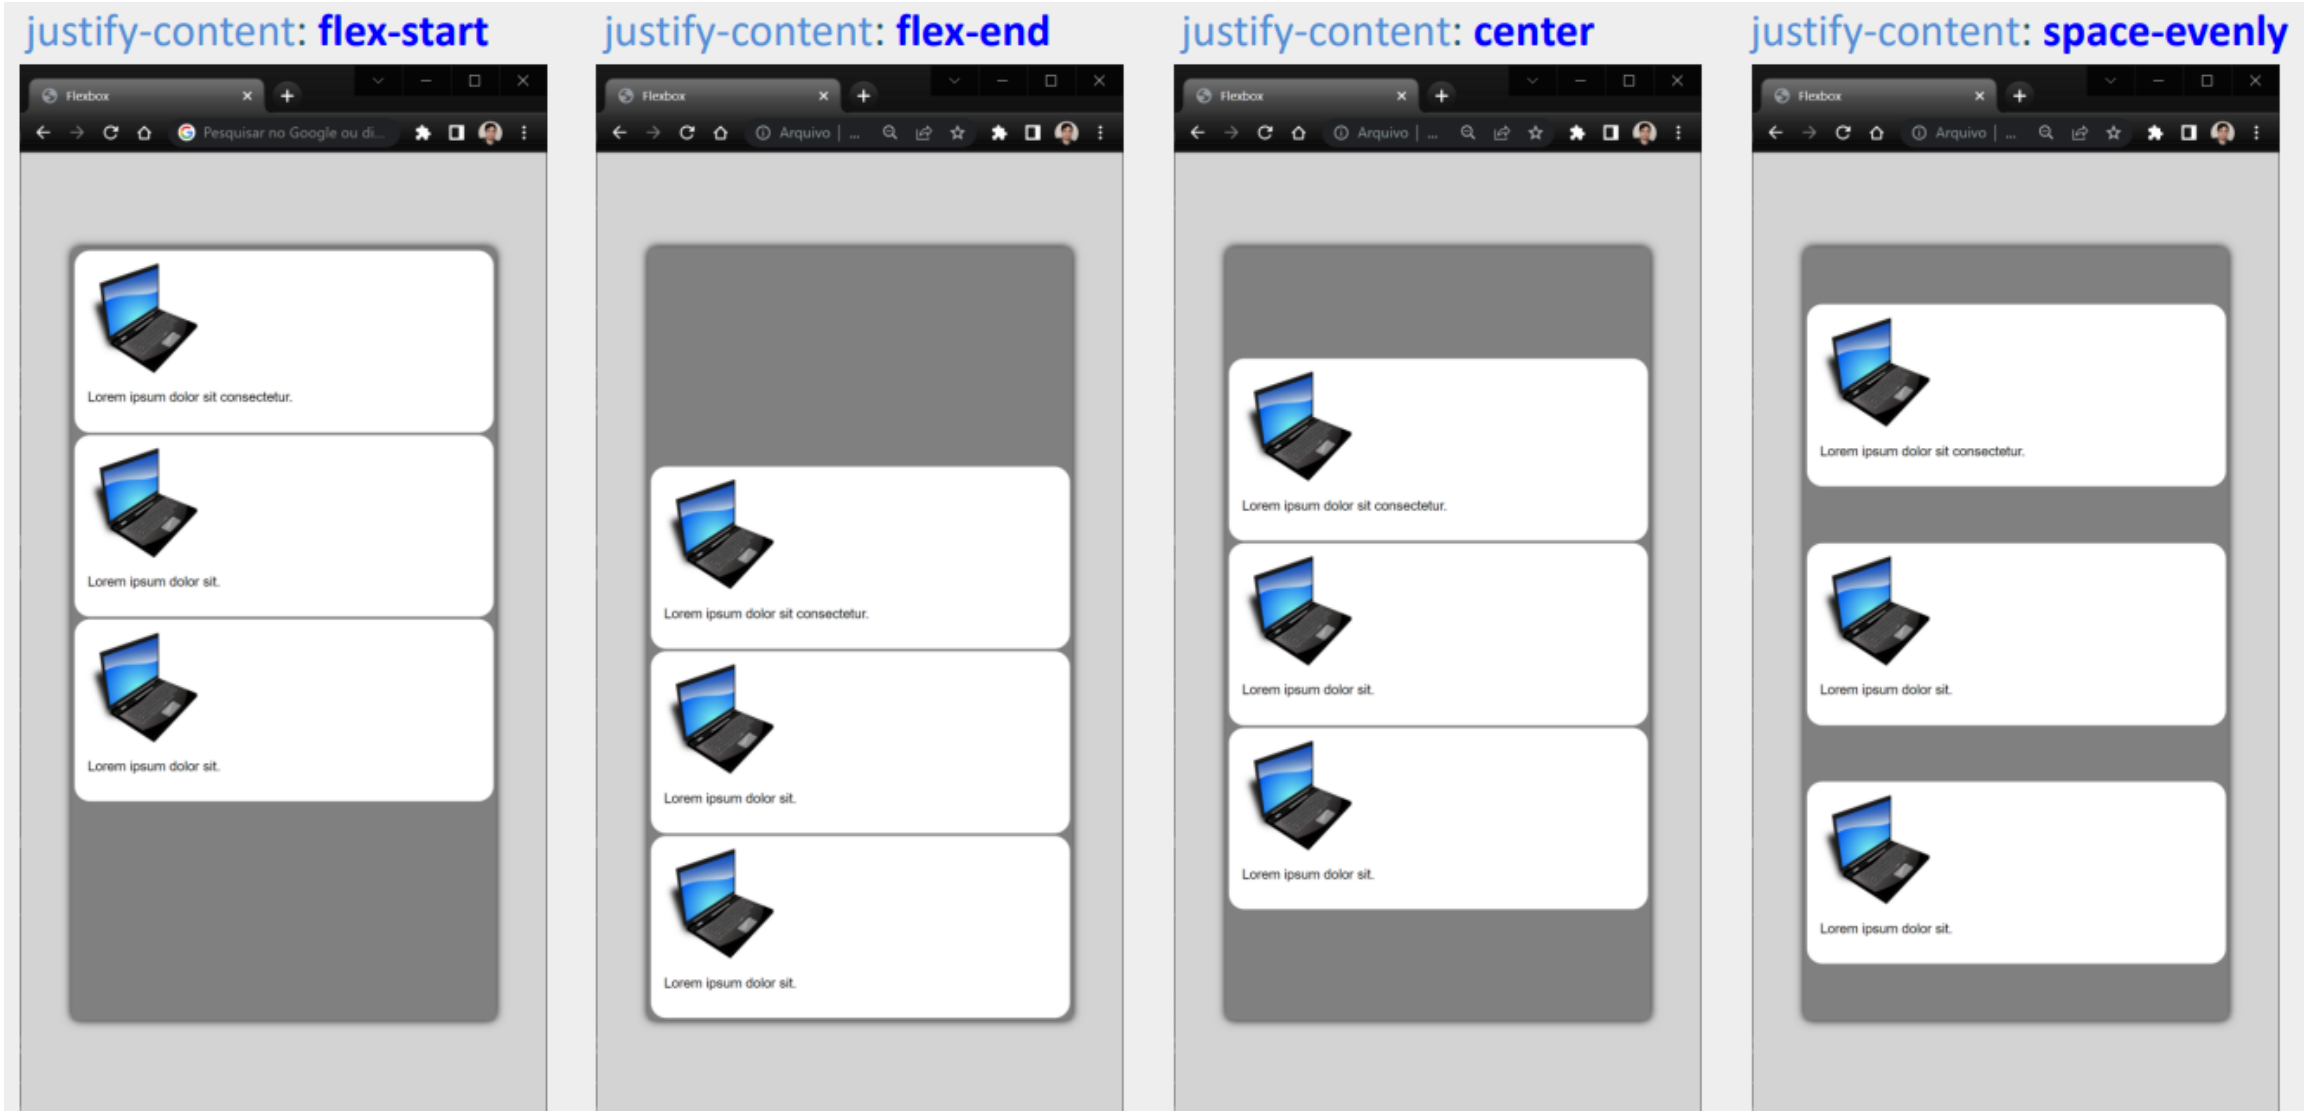 justify-content: flex-start
Flexbox
Pesquisar no Google ou di...
Lorem ipsum dolor sit consectetur.
Lorem ipsum dolor sit.
Lorem ipsum dolor sit.
justify-content: flex-end
Flexbox
Arquivo | ...
Lorem ipsum dolor sit consectetur.
Lorem ipsum dolor sit.
Lorem ipsum dolor sit.
justify-content: center
Flexbox
Arquivo | ...
Lorem ipsum dolor sit consectetur.
Lorem ipsum dolor sit.
Lorem ipsum dolor sit.
justify-content: space-evenly
Flexbox
Arquivo | ...
Lorem ipsum dolor sit consectetur.
Lorem ipsum dolor sit.
Lorem ipsum dolor sit.